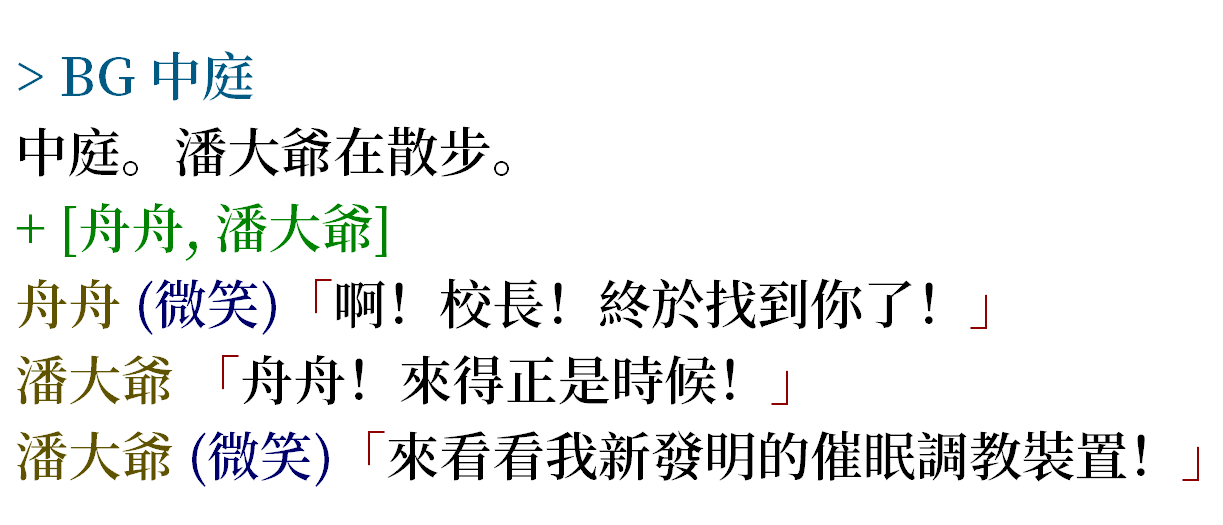 > BG 中庭
中庭。潘大爺在散步。
+ [舟舟, 潘大爺]
舟舟 (微笑)「啊！校長！終於找到你了！」
潘大爺 「舟舟！來得正是時候！」
潘大爺 (微笑)「來看看我新發明的催眠調教裝置！」